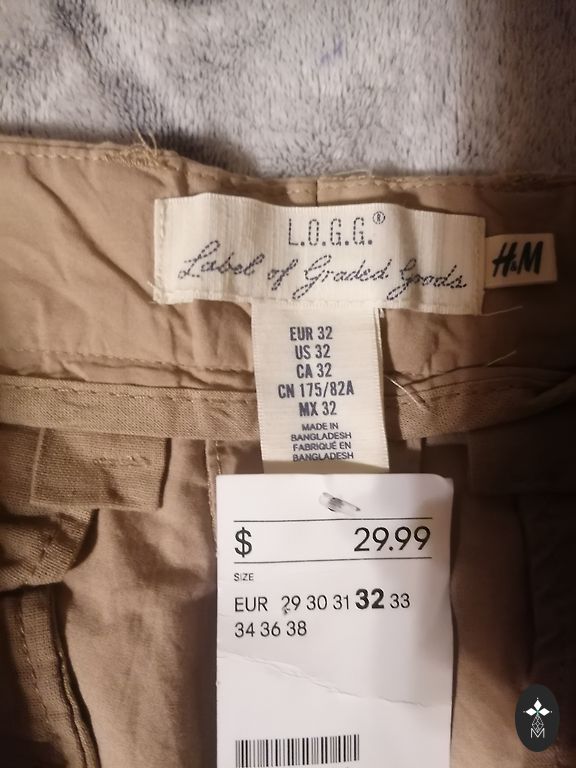 L.O.G.G.®
Label of Graded Goods
H&M
EUR 32
US 32
CA 32
CN 175/82A
MX 32
MADE IN
BANGLADESH
FABRIQUÉ EN
BANGLADESH
$ 29.99
SIZE
EUR 29 30 31 32 33
34 36 38
M